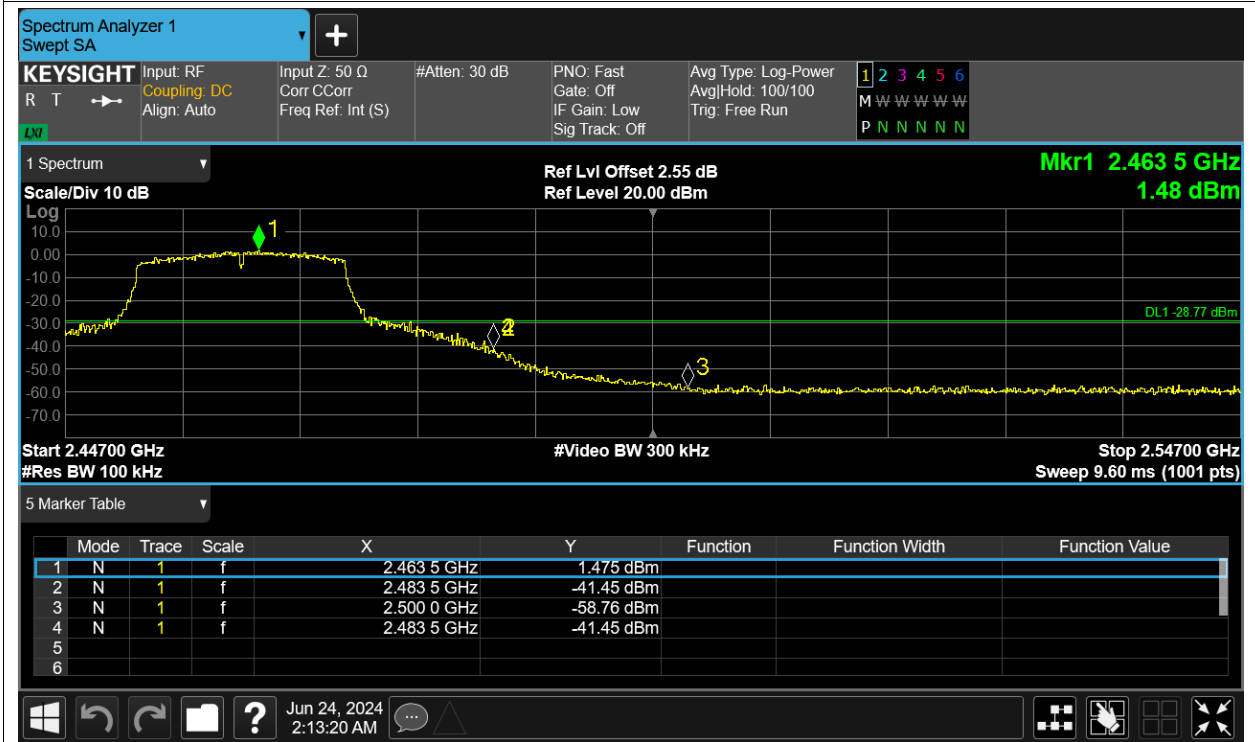 Spectrum Analyzer 1
Swept SA
+
KEYSIGHT Input: RF Input Z: 50 Ω #Atten: 30 dB PNO: Fast Avg Type: Log-Power 1 2 3 4 5 6
R T Coupling: DC Corr CCorr Gate: Off Avg|Hold: 100/100 M W W W W W
Align: Auto Freq Ref: Int (S) IF Gain: Low Trig: Free Run
LXI Sig Track: Off P N N N N N
1 Spectrum Ref Lvl Offset 2.55 dB Mkr1 2.463 5 GHz
Scale/Div 10 dB Ref Level 20.00 dBm 1.48 dBm
Log
10.0
1
0.00
-10.0
-20.0
DL1 -28.77 dBm
-30.0
2
-40.0
-50.0
3
-60.0
-70.0
Start 2.44700 GHz #Video BW 300 kHz Stop 2.54700 GHz
#Res BW 100 kHz Sweep 9.60 ms (1001 pts)
5 Marker Table
Mode Trace Scale X Y Function Function Width Function Value
1 N 1 f 2.463 5 GHz 1.475 dBm
2 N 1 f 2.483 5 GHz -41.45 dBm
3 N 1 f 2.500 0 GHz -58.76 dBm
4 N 1 f 2.483 5 GHz -41.45 dBm
5
6
? Jun 24, 2024
2:13:20 AM